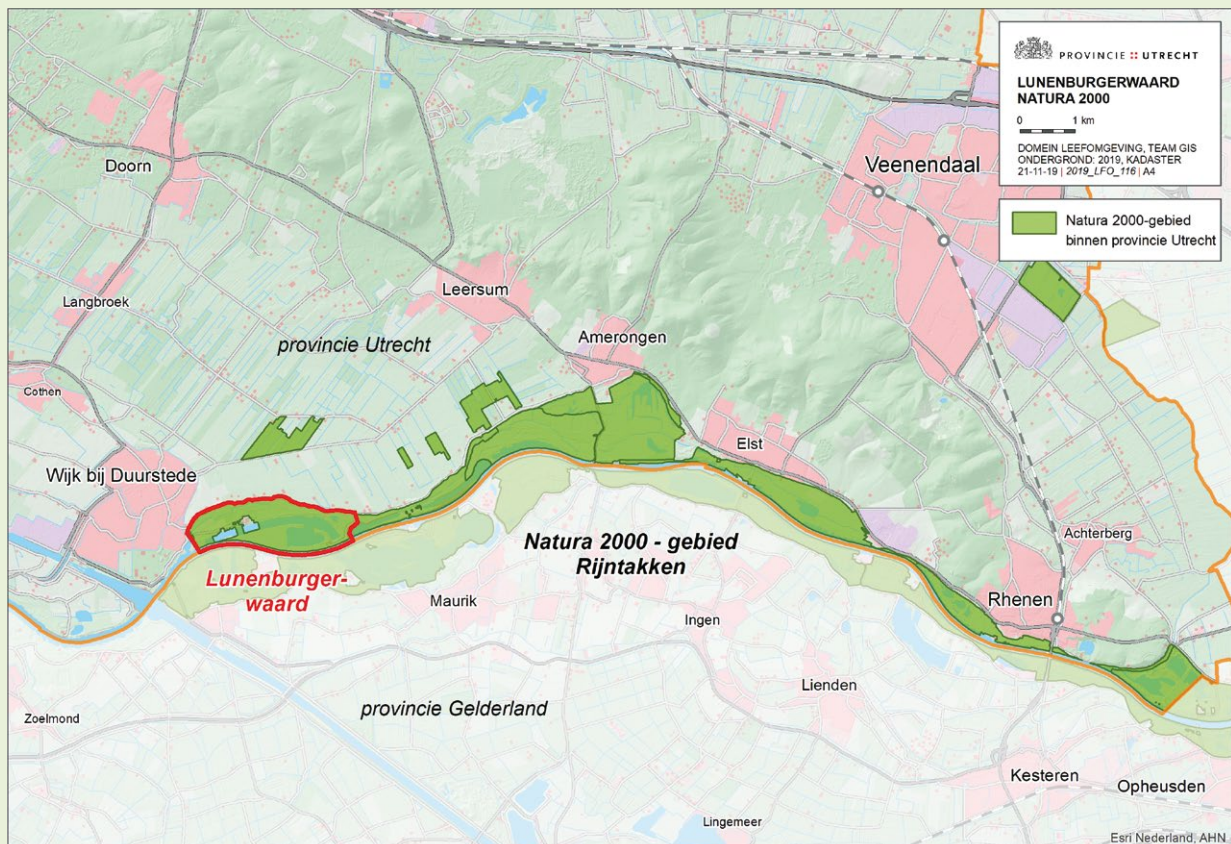 PROVINCIE :: UTRECHT
LUNENBURGERWAARD
NATURA 2000
0 1 km
DOMEIN LEEFOMGEVING, TEAM GIS
ONDERGROND: 2019, KADASTER
21-11-19 | 2019_LFO_116 | A4
Natura 2000-gebied
binnen provincie Utrecht
Doorn
Veenendaal
Langbroek
Leersum
Amerongen
provincie Utrecht
Cothen
Elst
Wijk bij Duurstede
Achterberg
Natura 2000 - gebied
Rijntakken
Lunenburger-
waard
Maurik
Rhenen
Ingen
Lienden
Zoelmond
provincie Gelderland
Kesteren
Opheusden
Lingemeer
Esri Nederland, AHN